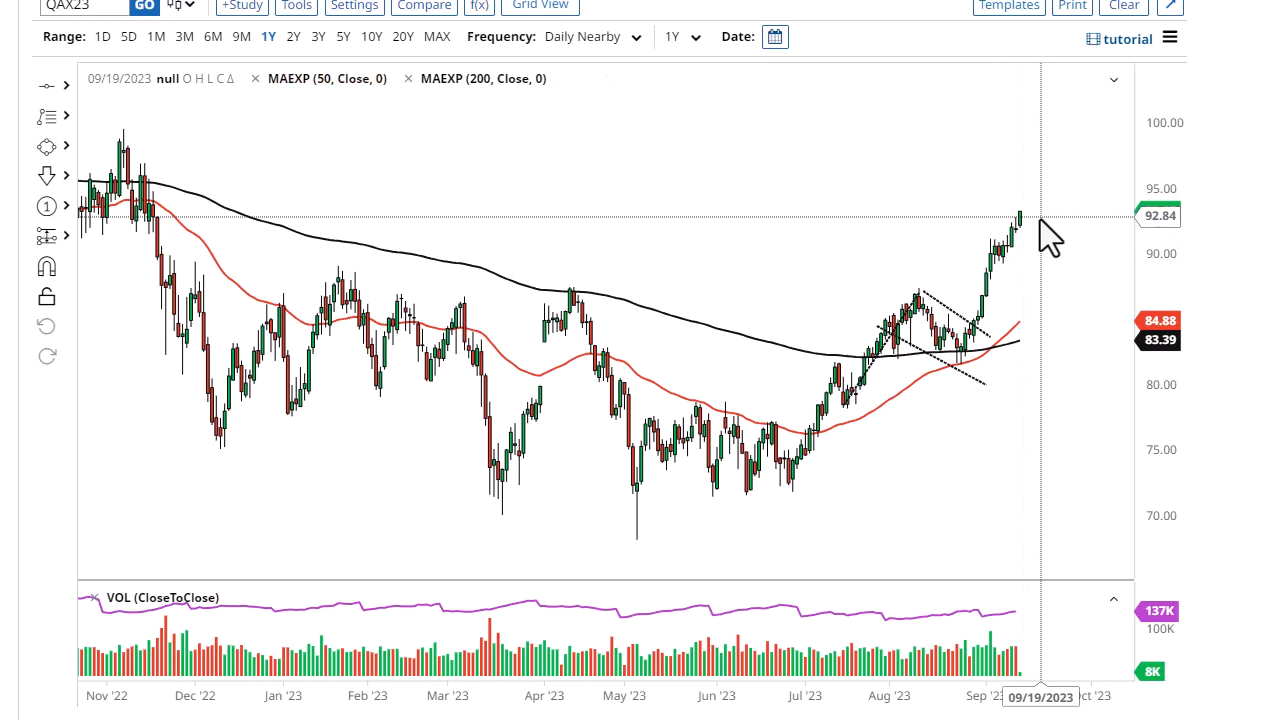 QAX23 GO +Study Tools Settings Compare f(x) Grid View Templates Print Clear
Range: 1D 5D 1M 3M 6M 9M 1Y 2Y 3Y 5Y 10Y 20Y MAX Frequency: Daily Nearby 1Y Date: tutorial
09/19/2023 null O H L C Δ × MAEXP (50, Close, 0) × MAEXP (200, Close, 0)
100.00
95.00
92.84
90.00
84.88
83.39
80.00
75.00
70.00
VOL (CloseToClose)
137K
100K
8K
Nov '22 Dec '22 Jan '23 Feb '23 Mar '23 Apr '23 May '23 Jun '23 Jul '23 Aug '23 Sep '23 09/19/2023 ct '23